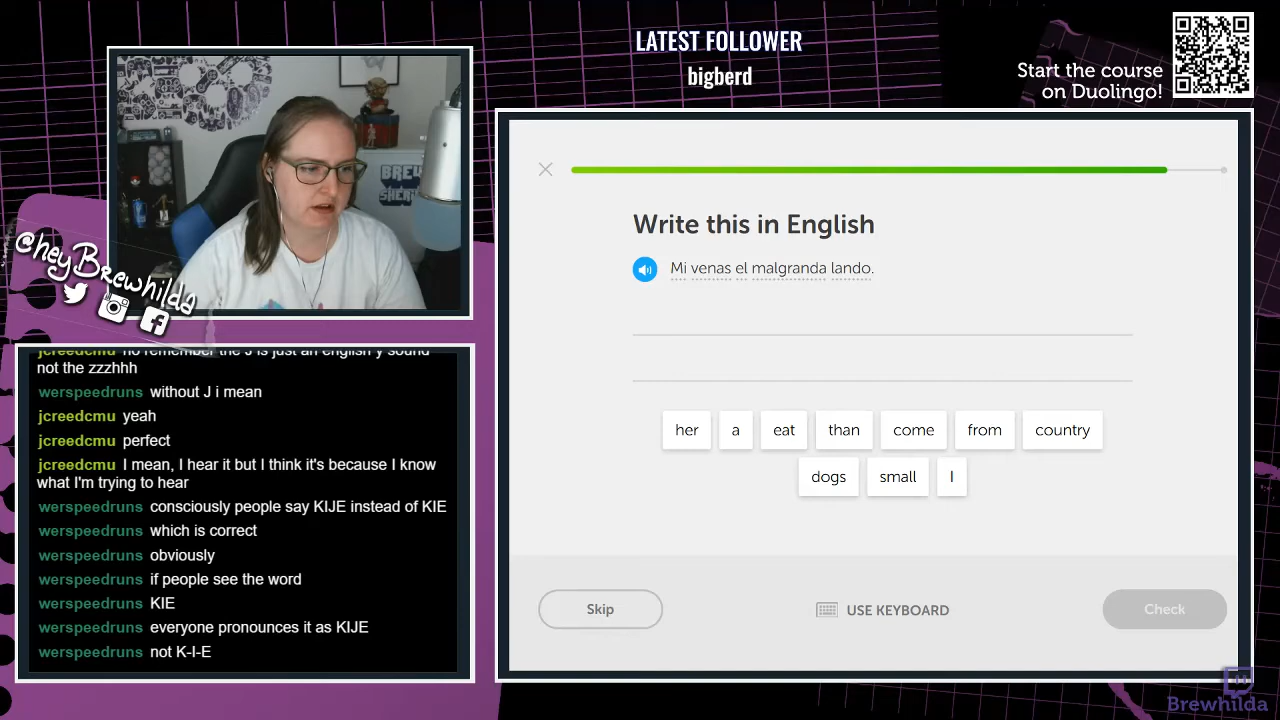 LATEST FOLLOWER
bigberd
Start the course
on Duolingo!
BREW
SHERIFF
@heyBrewhilda
jcreedcmu no remember the J is just an english y sound
not the zzzhhh
werspeedruns without J i mean
jcreedcmu yeah
jcreedcmu perfect
jcreedcmu I mean, I hear it but I think it's because I know
what I'm trying to hear
werspeedruns consciously people say KIJE instead of KIE
werspeedruns which is correct
werspeedruns obviously
werspeedruns if people see the word
werspeedruns KIE
werspeedruns everyone pronounces it as KIJE
werspeedruns not K-I-E
Write this in English
Mi venas el malgranda lando.
her a eat than come from country
dogs small I
Skip
USE KEYBOARD
Check
Brewhilda